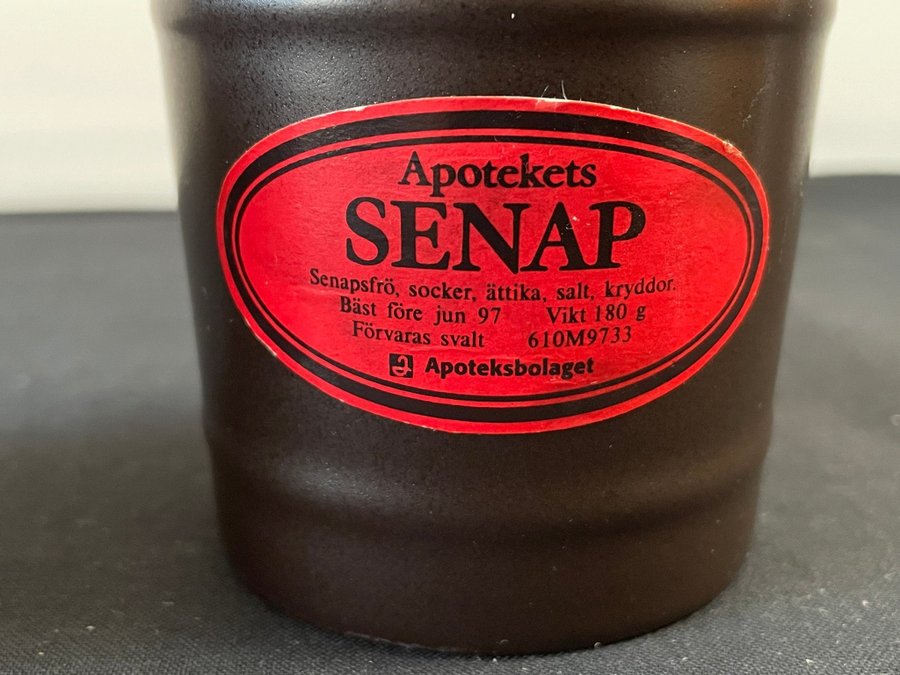 Apotekets
SENAP
Senapsfrö, socker, ättika, salt, kryddor.
Bäst före jun 97 Vikt 180 g
Förvaras svalt 610M9733
Apoteksbolaget